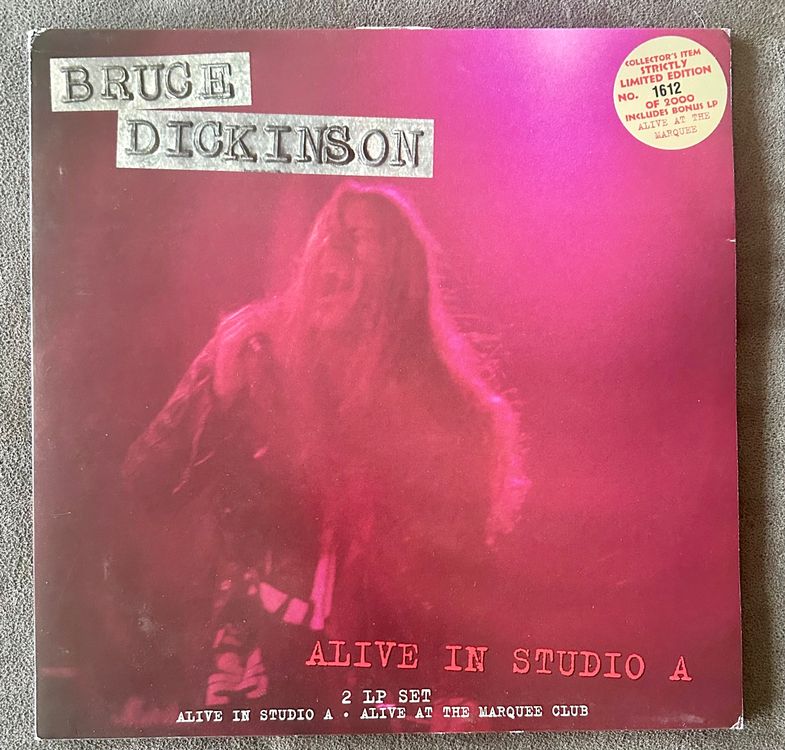 BRUCE
DICKINSON
COLLECTOR'S ITEM
STRICTLY
LIMITED EDITION
NO. 1612
OF 2000
INCLUDES BONUS LP
ALIVE AT THE
MARQUEE
ALIVE IN STUDIO A
2 LP SET
ALIVE IN STUDIO A • ALIVE AT THE MARQUEE CLUB